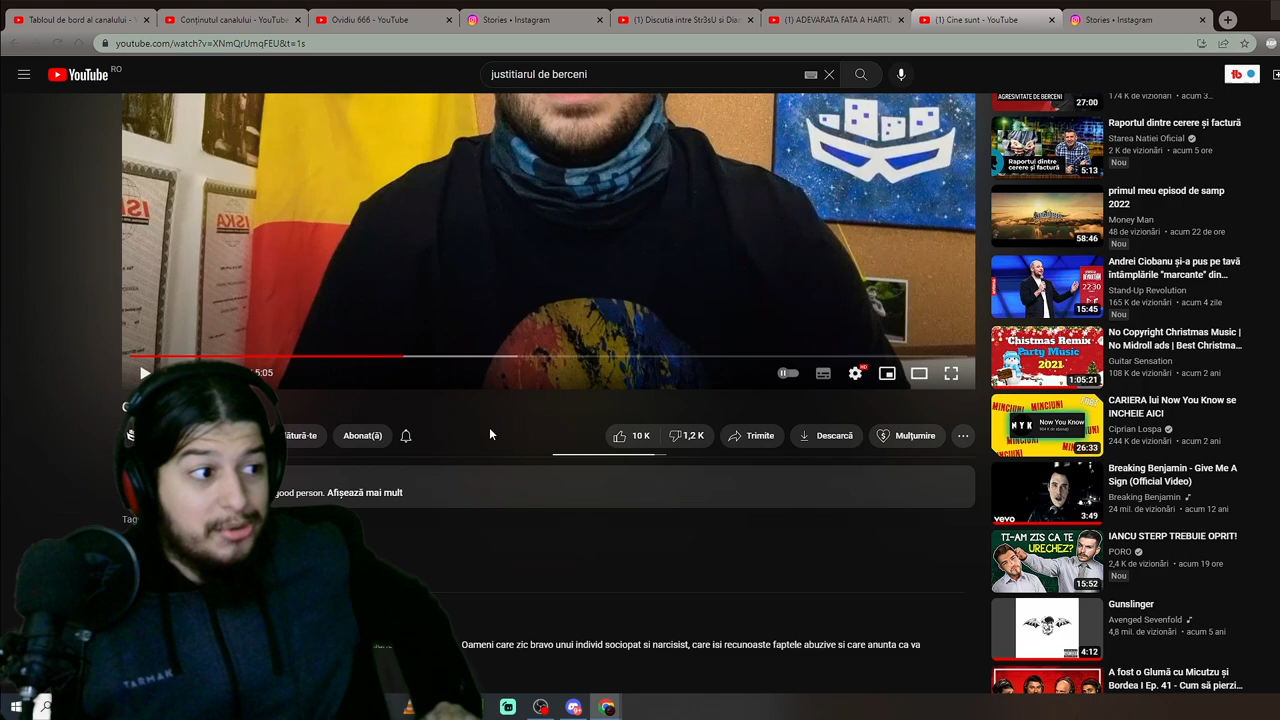 Tabloul de bord al canalului - Y
Conținutul canalului - YouTube
Ovidiu 666 - YouTube
Stories • Instagram
(1) Discutia intre Str3sU si Dian
(1) ADEVARATA FATA A HARTU
(1) Cine sunt - YouTube
Stories • Instagram
youtube.com/watch?v=XNmQrUmqFEU&t=1s
YouTube RO
justitiarul de berceni
AGRESIVITATE DE BERCENI
27:00
174 K de vizionări • acum 3...
ISKA
Raportul dintre cerere și factură
5:13
Raportul dintre cerere și factură
Starea Natiei Oficial
2 K de vizionări • acum 5 ore
Nou
58:46
primul meu episod de samp
2022
Money Man
48 de vizionări • acum 22 de ore
Nou
22:30
15:45
Andrei Ciobanu și-a pus pe tavă
întâmplările "marcante" din...
Stand-Up Revolution
165 K de vizionări • acum 4 zile
Nou
Christmas Remix
Party Music
2021
1:05:21
No Copyright Christmas Music |
No Midroll ads | Best Christma...
Guitar Sensation
108 K de vizionări • acum 2 ani
5:05
HD
Abonat(ă)
10 K
1,2 K
Trimite
Descarcă
Mulțumire
MINCIUNI
NYK
Now You Know
26:33
CARIERA lui Now You Know se
INCHEIE AICI
Ciprian Lospa
244 K de vizionări • acum 2 ani
good person. Afișează mai mult
vevo
3:49
Breaking Benjamin - Give Me A
Sign (Official Video)
Breaking Benjamin
24 mil. de vizionări • acum 12 ani
TI-AM ZIS CA TE
URECHEZ?
15:52
IANCU STERP TREBUIE OPRIT!
PORO
2,4 K de vizionări • acum 19 ore
Nou
4:12
Gunslinger
Avenged Sevenfold
4,8 mil. de vizionări • acum 5 ani
Oameni care zic bravo unui individ sociopat si narcisist, care isi recunoaste faptele abuzive si care anunta ca va
TARMAK
A fost o Glumă cu Micutzu și
Bordea I Ep. 41 - Cum să pierzi...